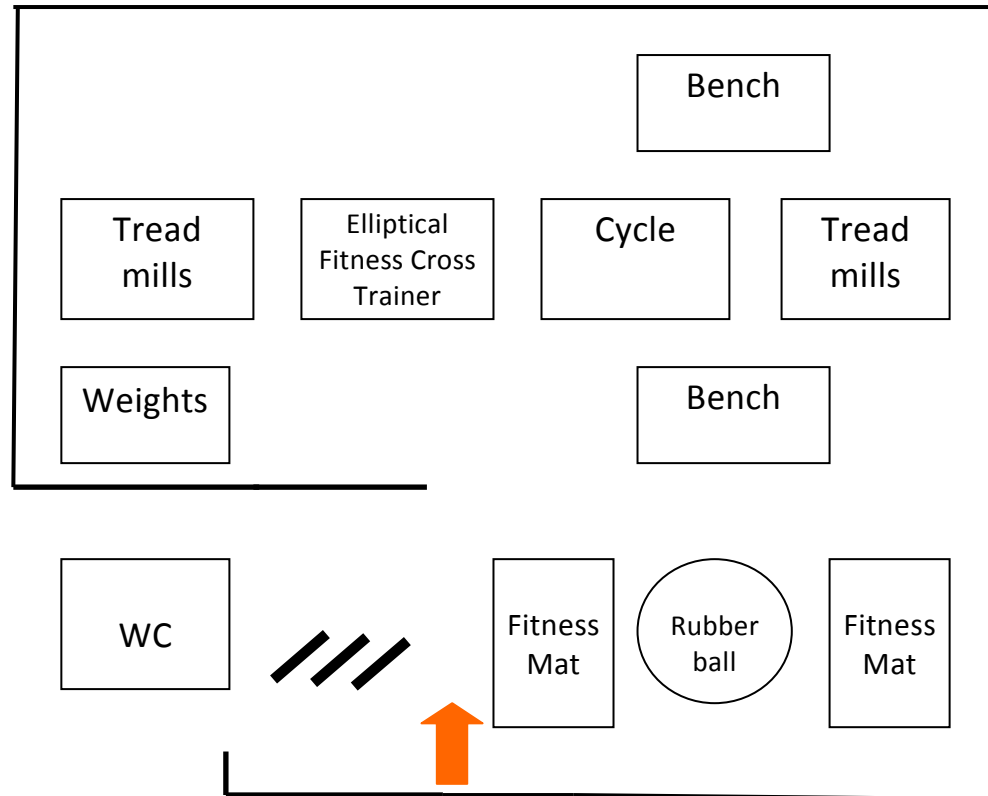 Bench
Tread
mills
Elliptical
Fitness Cross
Trainer
Cycle
Tread
mills
Weights
Bench
WC
Fitness
Mat
Rubber
ball
Fitness
Mat